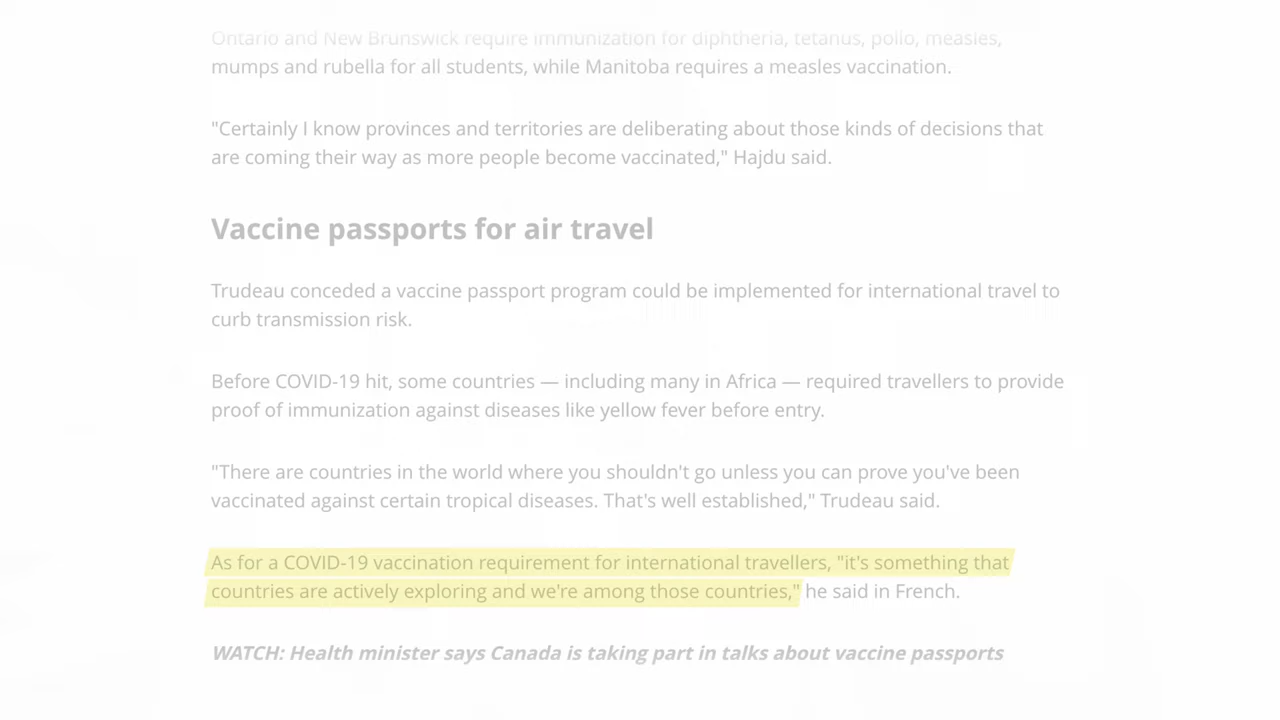 Ontario and New Brunswick require immunization for diphtheria, tetanus, polio, measles,
mumps and rubella for all students, while Manitoba requires a measles vaccination.
"Certainly I know provinces and territories are deliberating about those kinds of decisions that
are coming their way as more people become vaccinated," Hajdu said.
Vaccine passports for air travel
Trudeau conceded a vaccine passport program could be implemented for international travel to
curb transmission risk.
Before COVID-19 hit, some countries — including many in Africa — required travellers to provide
proof of immunization against diseases like yellow fever before entry.
"There are countries in the world where you shouldn't go unless you can prove you've been
vaccinated against certain tropical diseases. That's well established," Trudeau said.
As for a COVID-19 vaccination requirement for international travellers, "it's something that
countries are actively exploring and we're among those countries," he said in French.
WATCH: Health minister says Canada is taking part in talks about vaccine passports